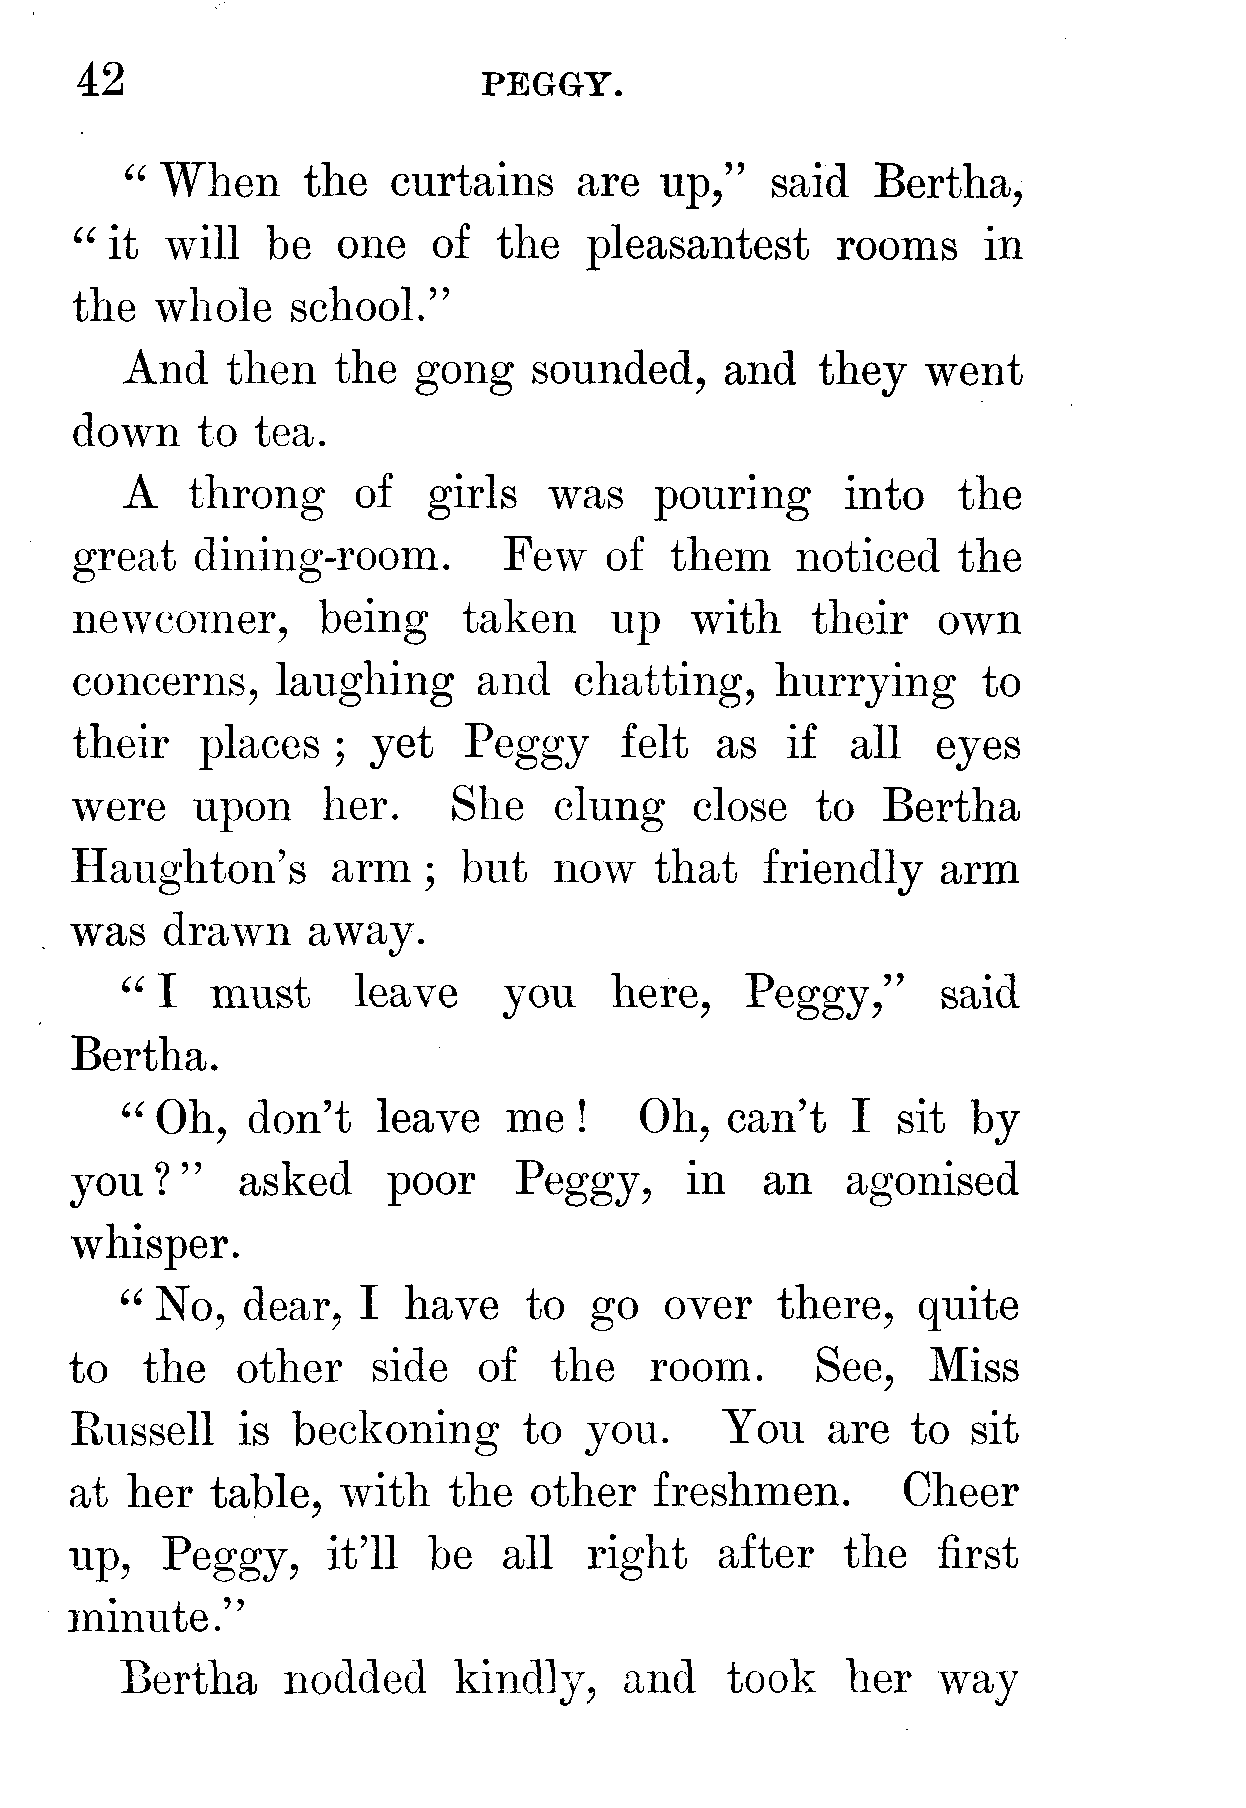 42 PEGGY.
“ When the curtains are up,” said Bertha,
“ it will be one of the pleasantest rooms in
the whole school.”
And then the gong sounded, and they went
down to tea.
A throng of girls was pouring into the
great dining-room. Few of them noticed the
newcomer, being taken up with their own
concerns, laughing and chatting, hurrying to
their places ; yet Peggy felt as if all eyes
were upon her. She clung close to Bertha
Haughton’s arm ; but now that friendly arm
was drawn away.
“ I must leave you here, Peggy,” said
Bertha.
“ Oh, don’t leave me ! Oh, can’t I sit by
you ? ” asked poor Peggy, in an agonised
whisper.
“ No, dear, I have to go over there, quite
to the other side of the room. See, Miss
Russell is beckoning to you. You are to sit
at her table, with the other freshmen. Cheer
up, Peggy, it’ll be all right after the first
minute.”
Bertha nodded kindly, and took her way